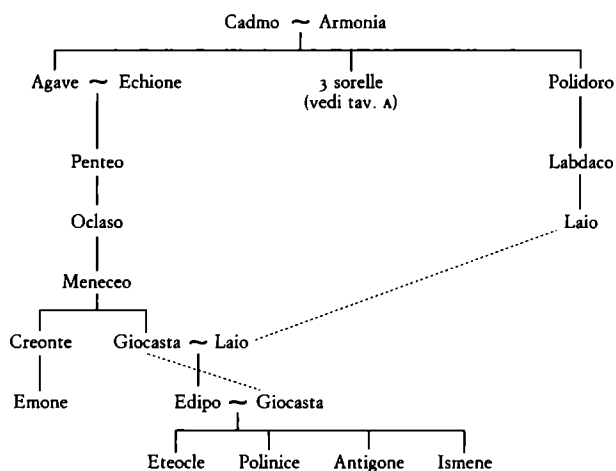 Cadmo ~ Armonia
Agave ~ Echione 3 sorelle Polidoro
(vedi tav. A)
Penteo Labdaco
Oclaso Laio
Meneceo
Creonte Giocasta ~ Laio
Emone Edipo ~ Giocasta
Eteocle Polinice Antigone Ismene